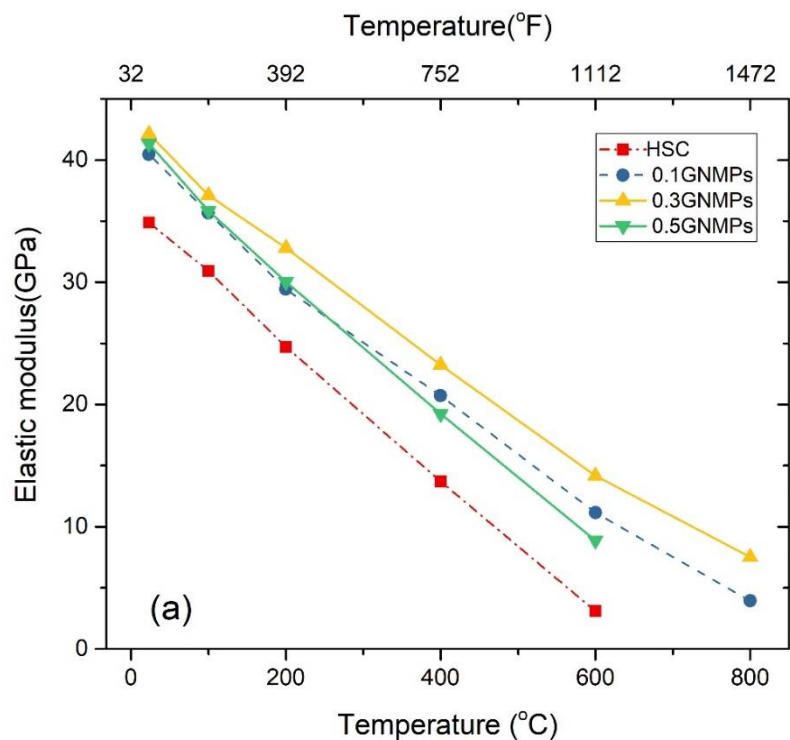 Temperature(°F)
32 392 752 1112 1472
Elastic modulus(GPa)
40
30
20
10
0
HSC
0.1GNMPs
0.3GNMPs
0.5GNMPs
(a)
0 200 400 600 800
Temperature (°C)